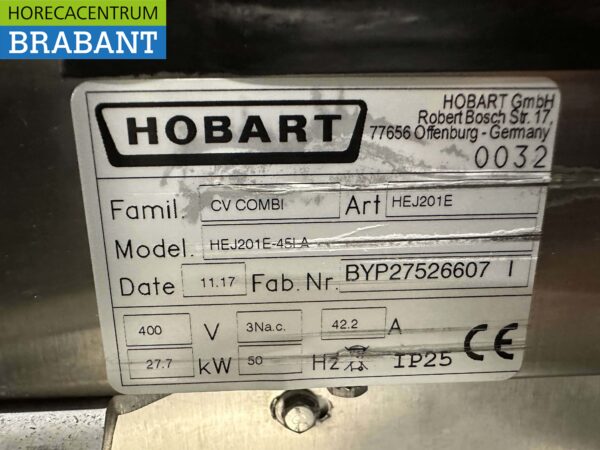 HORECACENTRUM
BRABANT
HOBART
HOBART GmbH
Robert Bosch Str. 17,
77656 Offenburg - Germany
0032
Famil. CV COMBI Art HEJ201E
Model. HEJ201E-45LA
Date 11.17 Fab. Nr. BYP27526607 I
400 V 3Na.c. 42.2 A
27.7 kW 50 Hz IP25 CE